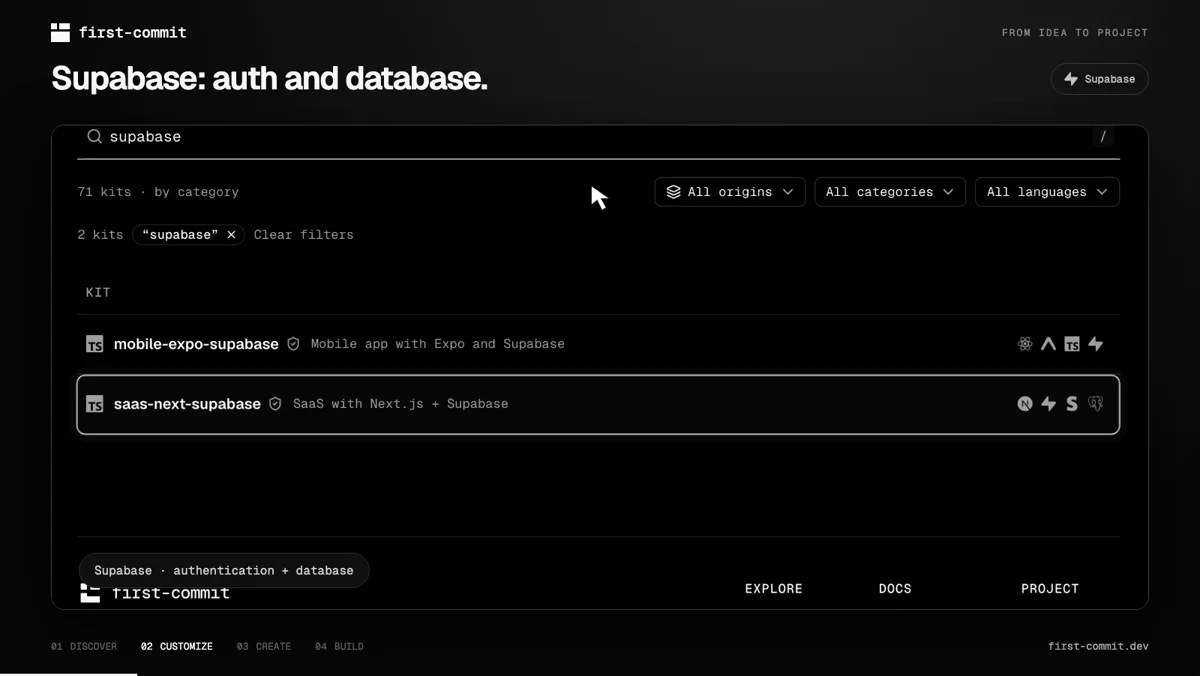 first-commit
FROM IDEA TO PROJECT
Supabase: auth and database.
Supabase
supabase
/
71 kits · by category
All origins
All categories
All languages
2 kits
“supabase” ×
Clear filters
KIT
TS mobile-expo-supabase Mobile app with Expo and Supabase TS
TS saas-next-supabase SaaS with Next.js + Supabase N S
Supabase · authentication + database
first-commit
EXPLORE
DOCS
PROJECT
01 DISCOVER
02 CUSTOMIZE
03 CREATE
04 BUILD
first-commit.dev